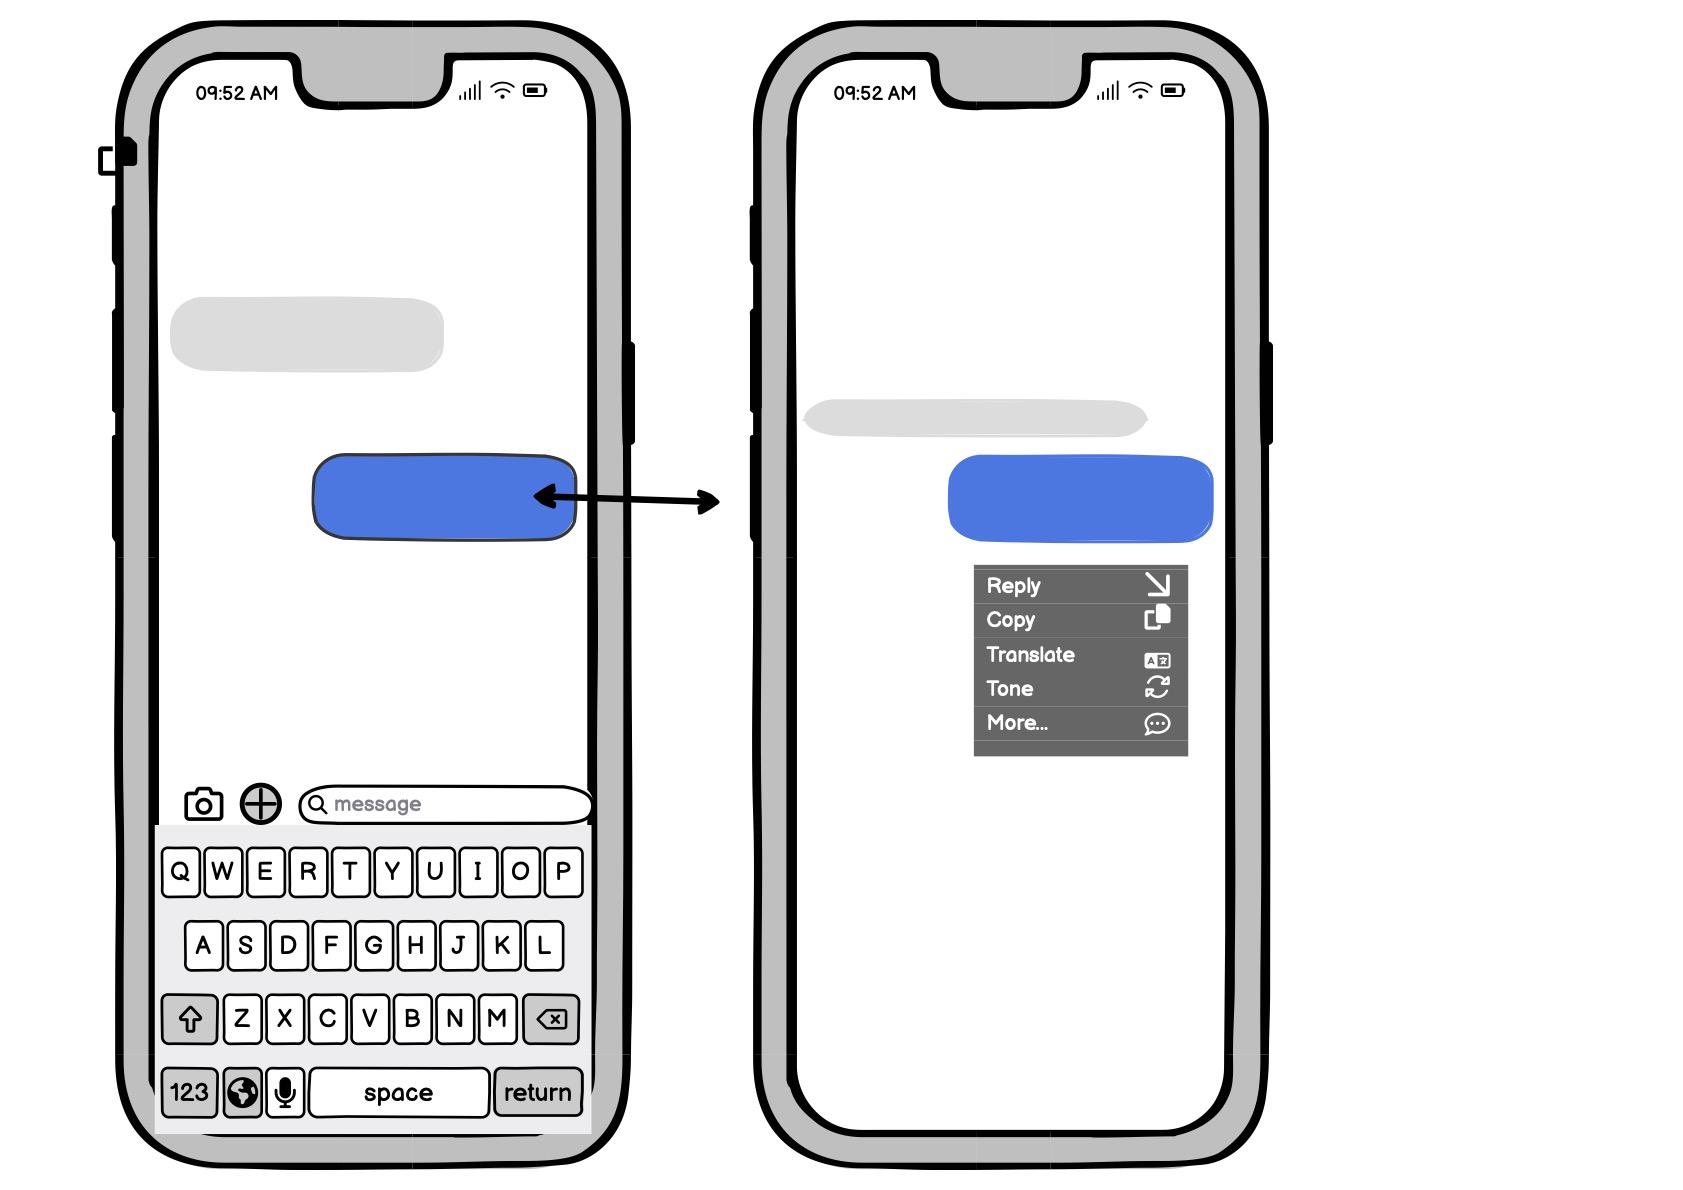 09:52 AM
message
Q W E R T Y U I O P
A S D F G H J K L
Z X C V B N M
123 space return
09:52 AM
Reply
Copy
Translate
Tone
More...